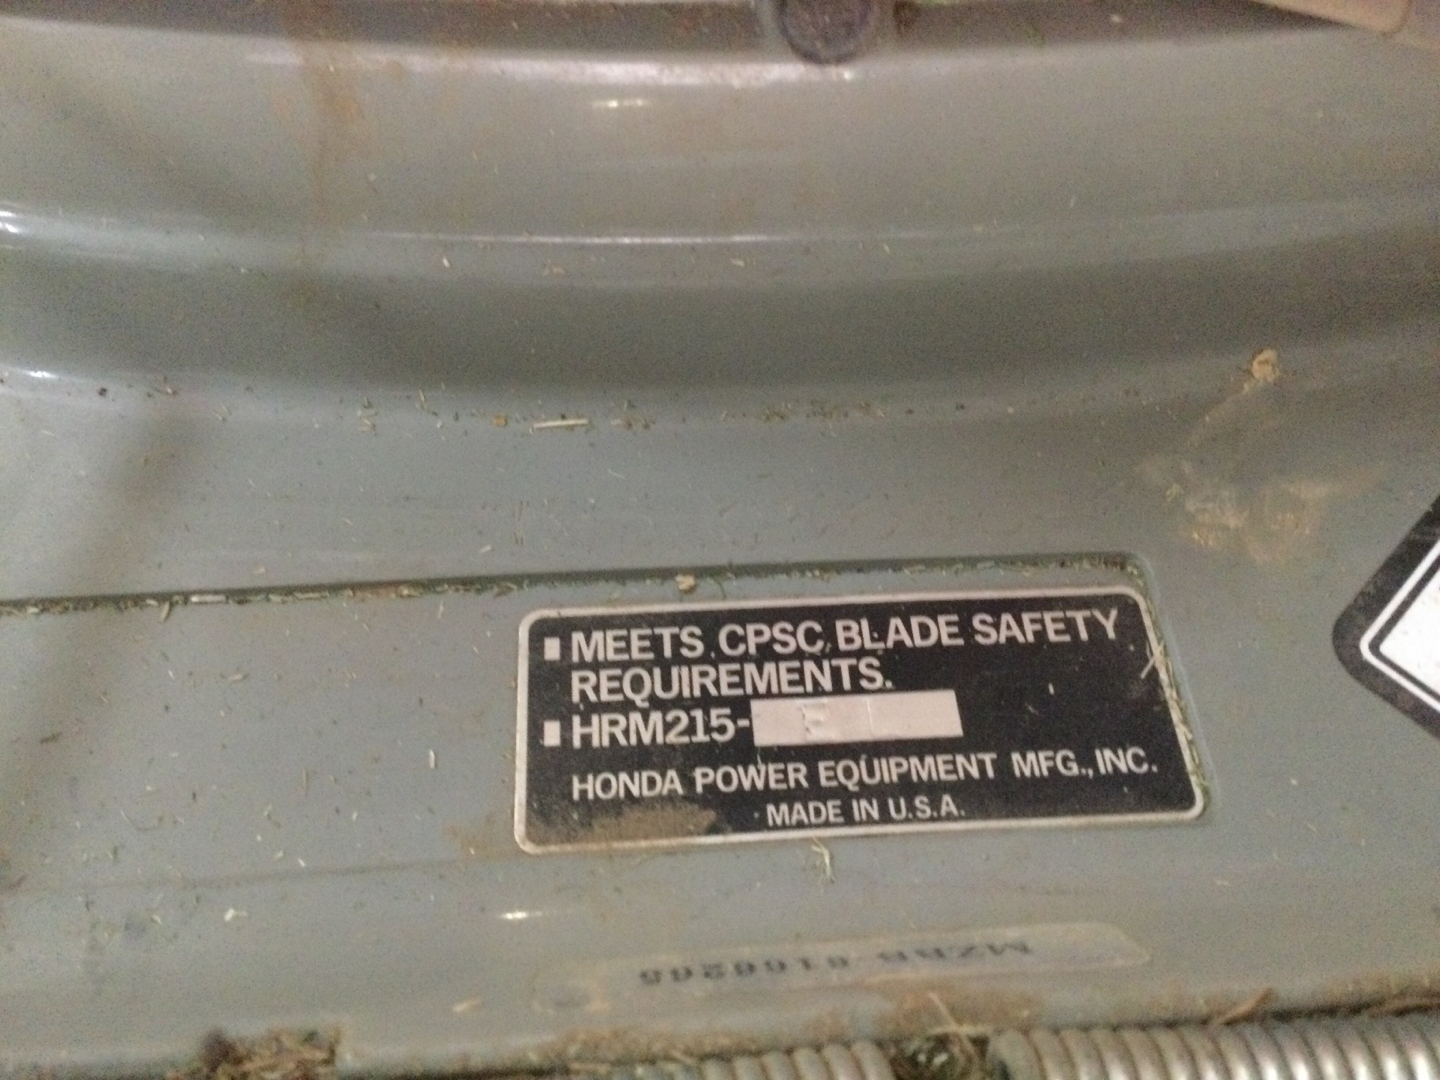 ▮ MEETS CPSC BLADE SAFETY
REQUIREMENTS.
▮ HRM215-
HONDA POWER EQUIPMENT MFG., INC.
MADE IN U.S.A.